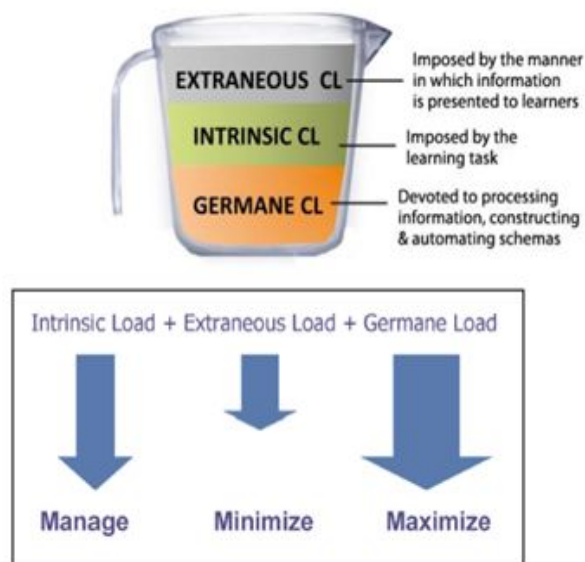 EXTRANEOUS CL
Imposed by the manner
in which information
is presented to learners
INTRINSIC CL
Imposed by the
learning task
GERMANE CL
Devoted to processing
information, constructing
& automating schemas
Intrinsic Load + Extraneous Load + Germane Load
Manage Minimize Maximize